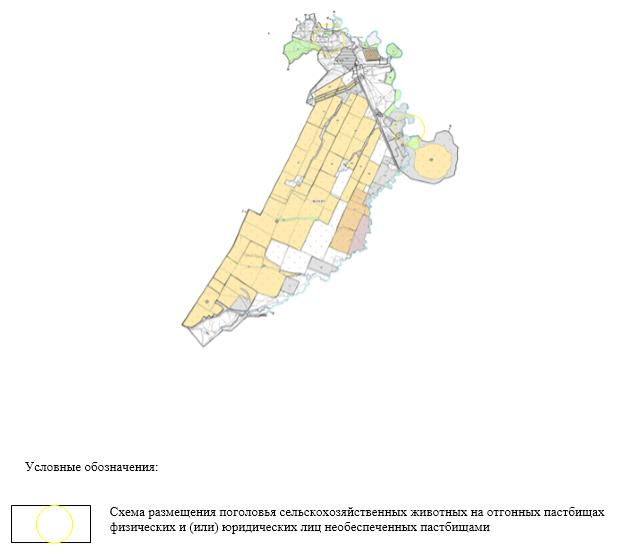 Условные обозначения:
Схема размещения поголовья сельскохозяйственных животных на отгонных пастбищах
физических и (или) юридических лиц необеспеченных пастбищами